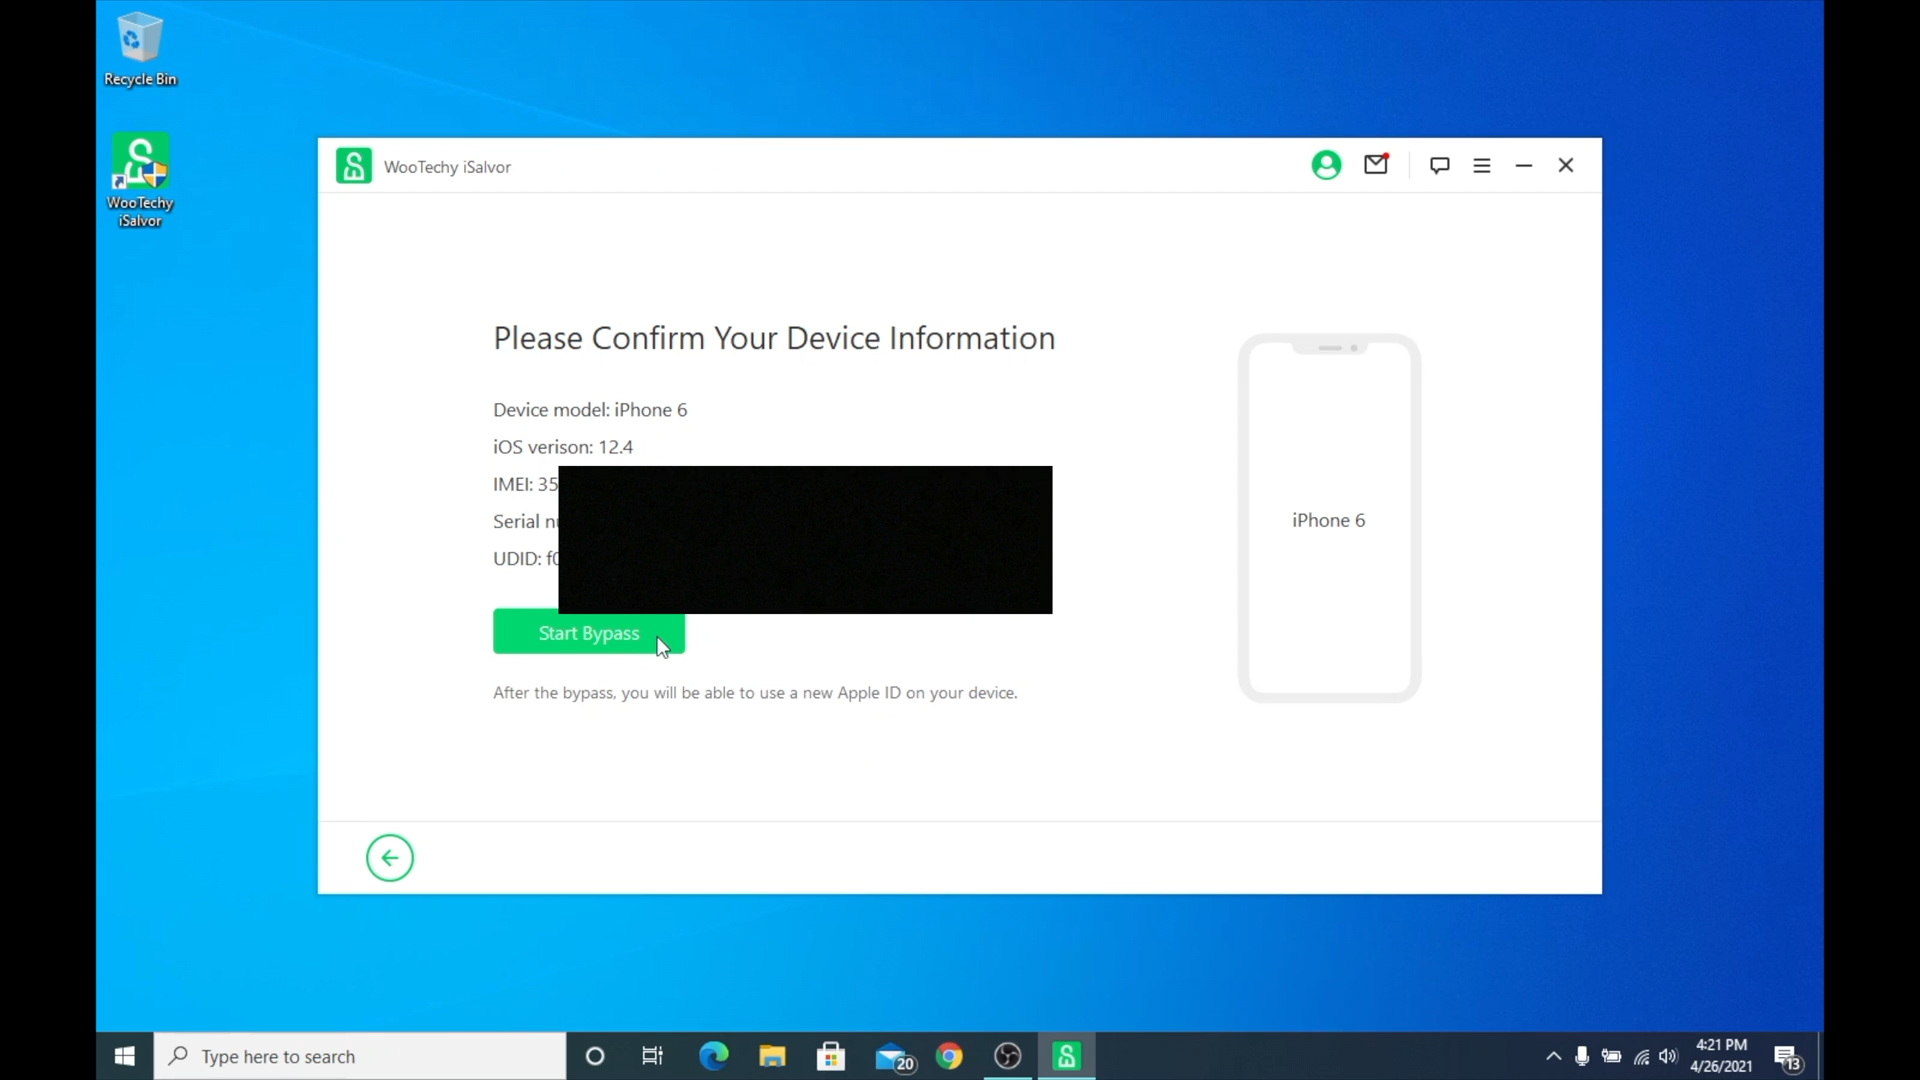 Recycle Bin
WooTechy
iSalvor
WooTechy iSalvor
Please Confirm Your Device Information
Device model: iPhone 6
iOS verison: 12.4
IMEI: 35
Serial nu
UDID: f0
iPhone 6
Start Bypass
After the bypass, you will be able to use a new Apple ID on your device.
Type here to search
20
4:21 PM
4/26/2021
13